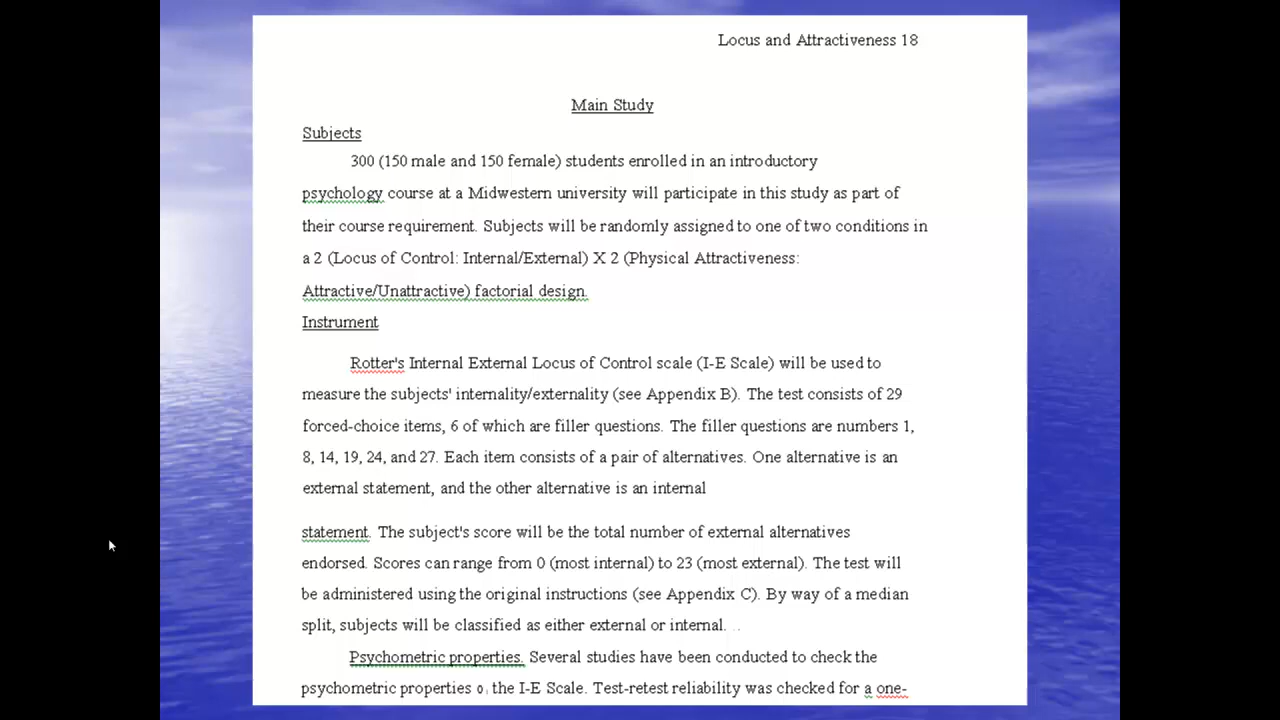 Locus and Attractiveness 18
Main Study
Subjects
300 (150 male and 150 female) students enrolled in an introductory
psychology course at a Midwestern university will participate in this study as part of
their course requirement. Subjects will be randomly assigned to one of two conditions in
a 2 (Locus of Control: Internal/External) X 2 (Physical Attractiveness:
Attractive/Unattractive) factorial design.
Instrument
Rotter's Internal External Locus of Control scale (I-E Scale) will be used to
measure the subjects' internality/externality (see Appendix B). The test consists of 29
forced-choice items, 6 of which are filler questions. The filler questions are numbers 1,
8, 14, 19, 24, and 27. Each item consists of a pair of alternatives. One alternative is an
external statement, and the other alternative is an internal
statement. The subject's score will be the total number of external alternatives
endorsed. Scores can range from 0 (most internal) to 23 (most external). The test will
be administered using the original instructions (see Appendix C). By way of a median
split, subjects will be classified as either external or internal.
Psychometric properties. Several studies have been conducted to check the
psychometric properties the I-E Scale. Test-retest reliability was checked for a one-